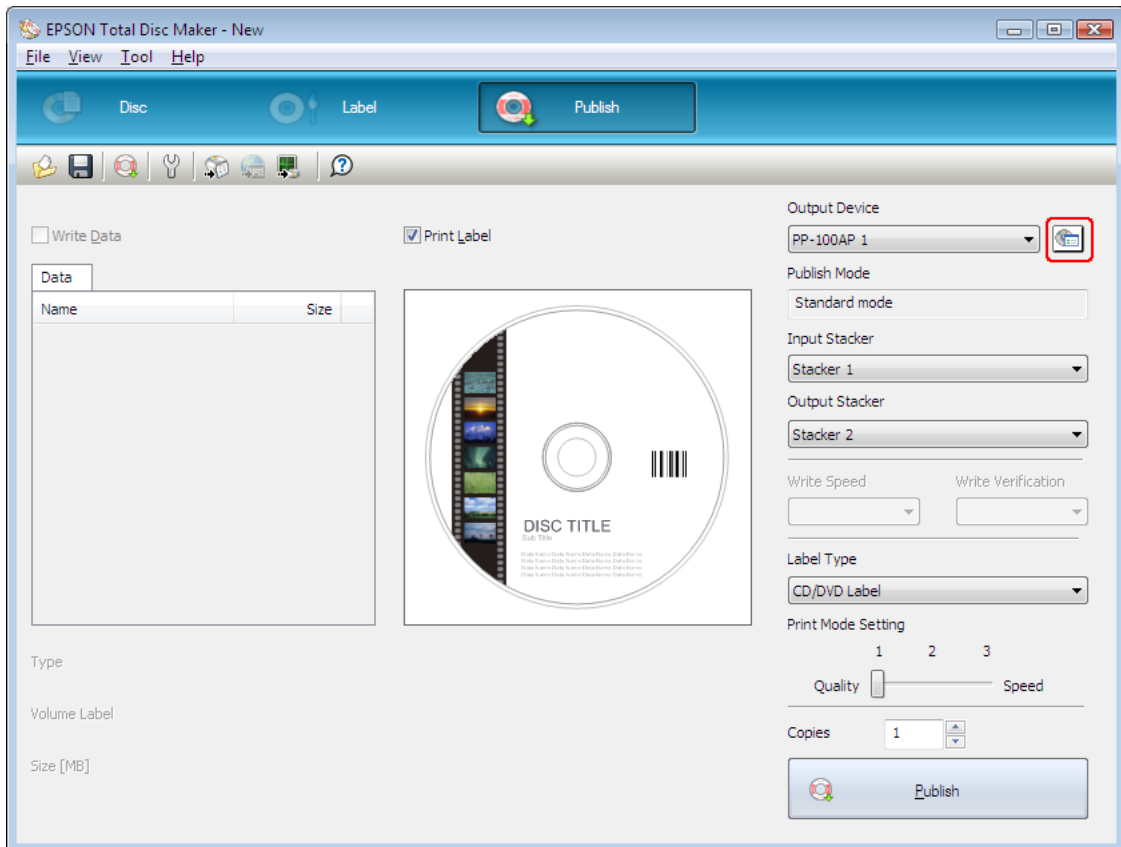 EPSON Total Disc Maker - New
File View Tool Help
Disc Label Publish
Write Data
Print Label
Data
Name Size
DISC TITLE
Sub Title
Type
Volume Label
Size [MB]
Output Device
PP-100AP 1
Publish Mode
Standard mode
Input Stacker
Stacker 1
Output Stacker
Stacker 2
Write Speed Write Verification
Label Type
CD/DVD Label
Print Mode Setting
1 2 3
Quality Speed
Copies 1
Publish